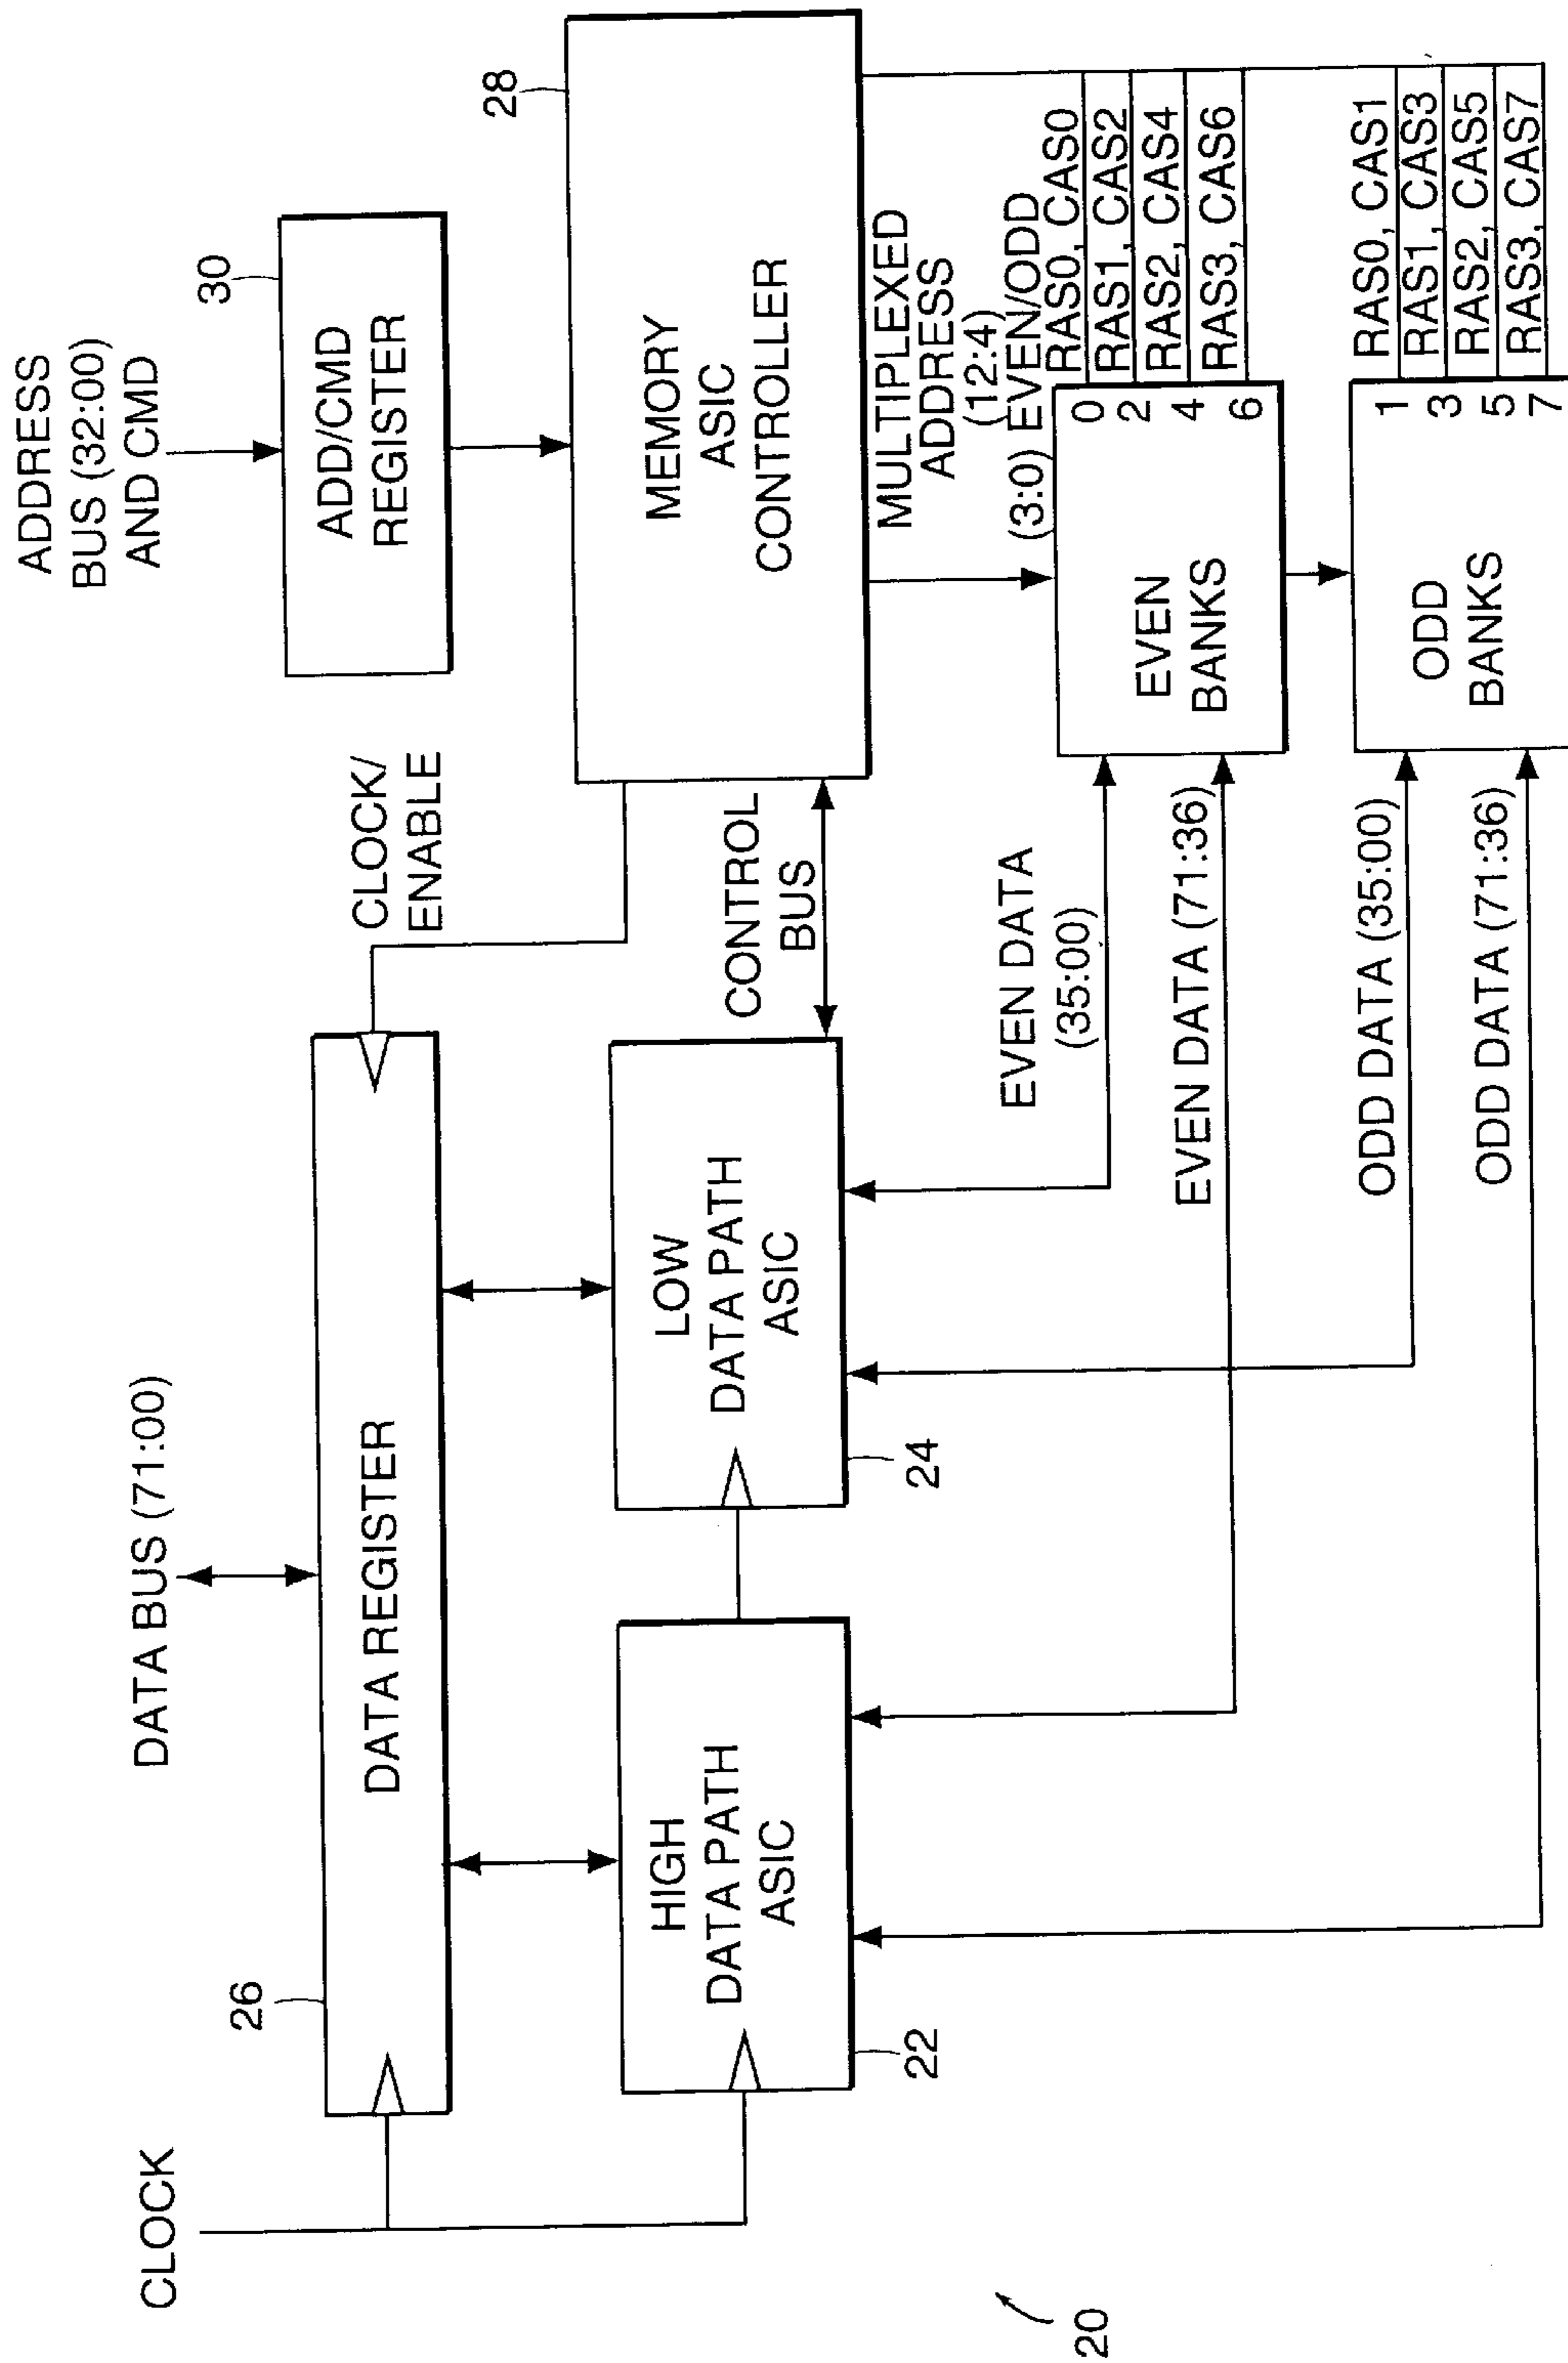 CLOCK
DATA BUS (71:00)
ADDRESS
BUS (32:00)
AND CMD
26
DATA REGISTER
CLOCK/
ENABLE
30
ADD/CMD
REGISTER
HIGH
DATA PATH
ASIC
22
LOW
DATA PATH
ASIC
24
CONTROL
BUS
28
MEMORY
ASIC
CONTROLLER
MULTIPLEXED
ADDRESS
(12:4)
(3:0) EVEN/ODD
EVEN DATA
(35:00)
EVEN DATA (71:36)
EVEN
BANKS
0
2
4
6
RAS0, CAS0
RAS1, CAS2
RAS2, CAS4
RAS3, CAS6
ODD DATA (35:00)
ODD DATA (71:36)
ODD
BANKS
1
3
5
7
RAS0, CAS1
RAS1, CAS3
RAS2, CAS5
RAS3, CAS7
20